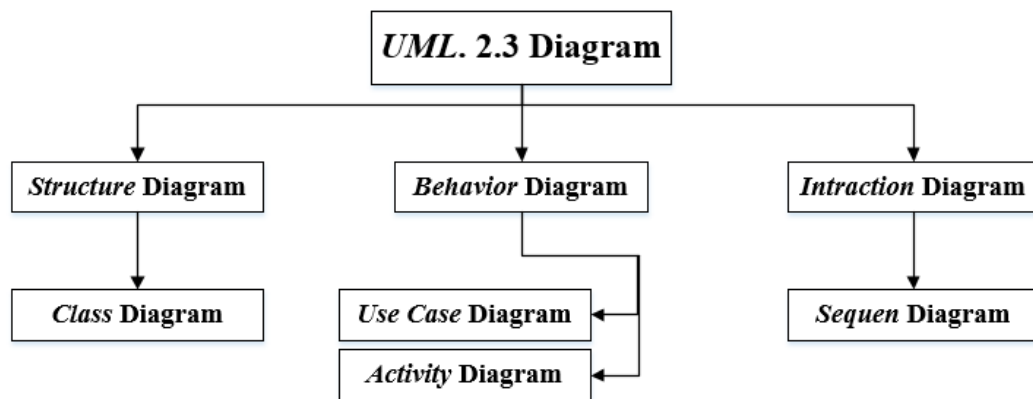 UML. 2.3 Diagram
Structure Diagram
Behavior Diagram
Intraction Diagram
Class Diagram
Use Case Diagram
Sequen Diagram
Activity Diagram